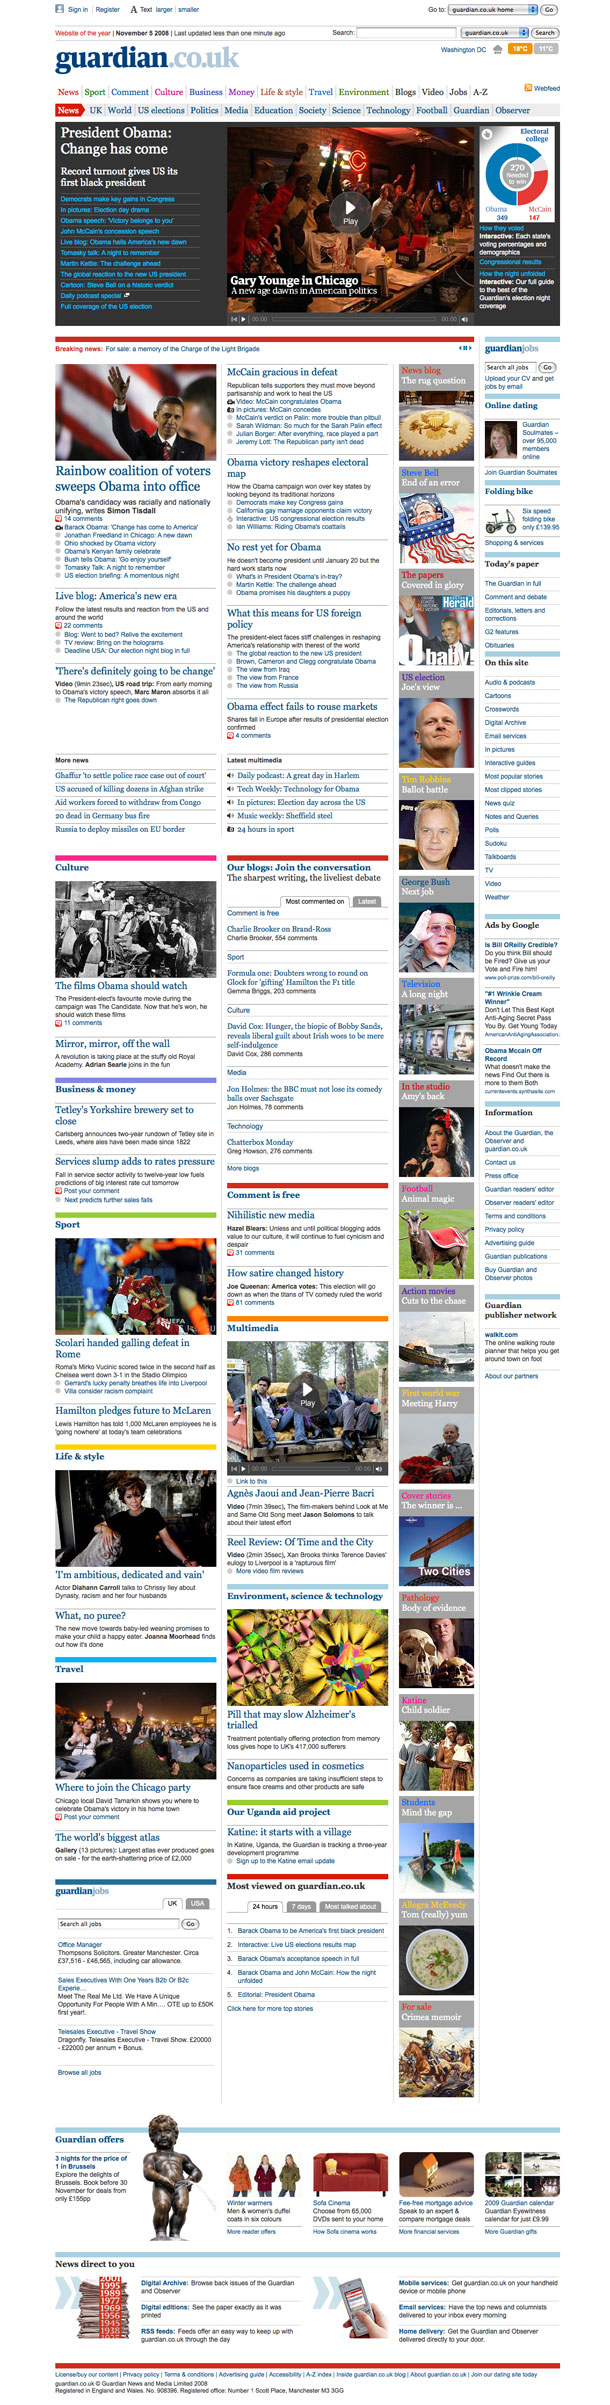 Sign in Register Text larger smaller
Go to: guardian.co.uk home Go
Website of the year | November 5 2008 | Last updated less than one minute ago
Search: guardian.co.uk Search
guardian.co.uk
Washington DC 18°C 11°C
News Sport Comment Culture Business Money Life & style Travel Environment Blogs Video Jobs A-Z
Webfeed
News UK World US elections Politics Media Education Society Science Technology Football Guardian Observer
President Obama:
Change has come
Record turnout gives US its
first black president
Democrats make key gains in Congress
In pictures: Election day drama
Obama speech: 'Victory belongs to you'
John McCain's concession speech
Live blog: Obama hails America's new dawn
Tomasky talk: A night to remember
Martin Kettle: The challenge ahead
The global reaction to the new US president
Cartoon: Steve Bell on a historic verdict
Daily podcast special
Full coverage of the US election
Play
Gary Younge in Chicago
A new age dawns in American politics
00:00 00:00
Electoral
college
270
Needed
to win
Obama
349
McCain
147
How they voted
Interactive: Each state's
voting percentages and
demographics
Congressional results
How the night unfolded
Interactive: Our full guide
to the best of the
Guardian's election night
coverage
Breaking news: For sale: a memory of the Charge of the Light Brigade
Rainbow coalition of voters
sweeps Obama into office
Obama's candidacy was racially and nationally
unifying, writes Simon Tisdall
14 comments
Barack Obama: 'Change has come to America'
Jonathan Freedland in Chicago: A new dawn
Ohio shocked by Obama victory
Obama's Kenyan family celebrate
Bush tells Obama: 'Go enjoy yourself'
Tomasky Talk: A night to remember
US election briefing: A momentous night
Live blog: America's new era
Follow the latest results and reaction from the US and
around the world
22 comments
Blog: Went to bed? Relive the excitement
TV review: Bring on the holograms
Deadline USA: Our election night blog in full
'There's definitely going to be change'
Video (9min 23sec), US road trip: From early morning
to Obama's victory speech, Marc Maron absorbs it all
The Republican right goes down
McCain gracious in defeat
Republican tells supporters they must move beyond
partisanship and work to heal the US
Video: McCain congratulates Obama
In pictures: McCain concedes
McCain's verdict on Palin: more trouble than pitbull
Sarah Wildman: So much for the Sarah Palin effect
Julian Borger: After everything, race played a part
Jeremy Lott: The Republican party isn't dead
Obama victory reshapes electoral
map
How the Obama campaign won over key states by
looking beyond its traditional horizons
Democrats make key Congress gains
California gay marriage opponents claim victory
Interactive: US congressional election results
Ian Williams: Riding Obama's coattails
No rest yet for Obama
He doesn't become president until January 20 but the
hard work starts now
What's in President Obama's in-tray?
Martin Kettle: The challenge ahead
Obama promises his daughters a puppy
What this means for US foreign
policy
The president-elect faces stiff challenges in reshaping
America's relationship with therest of the world
The global reaction to the new US president
Brown, Cameron and Clegg congratulate Obama
The view from Iraq
The view from France
The view from Russia
Obama effect fails to rouse markets
Shares fall in Europe after results of presidential election
confirmed
4 comments
More news
Ghaffur 'to settle police race case out of court'
US accused of killing dozens in Afghan strike
Aid workers forced to withdraw from Congo
20 dead in Germany bus fire
Russia to deploy missiles on EU border
Latest multimedia
Daily podcast: A great day in Harlem
Tech Weekly: Technology for Obama
In pictures: Election day across the US
Music weekly: Sheffield steel
24 hours in sport
Culture
The films Obama should watch
The President-elect's favourite movie during the
campaign was The Candidate. Now that he's won, he
should watch these films
11 comments
Mirror, mirror, off the wall
A revolution is taking place at the stuffy old Royal
Academy. Adrian Searle joins in the fun
Business & money
Tetley's Yorkshire brewery set to
close
Carlsberg announces two-year rundown of Tetley site in
Leeds, where ales have been made since 1822
Services slump adds to rates pressure
Fall in service sector activity to twelve-year low fuels
predictions of big interest rate cut tomorrow
Post your comment
Next predicts further sales falls
Sport
UEFA
Scolari handed galling defeat in
Rome
Roma's Mirko Vucinic scored twice in the second half as
Chelsea went down 3-1 in the Stadio Olimpico
Gerrard's lucky penalty breathes life into Liverpool
Villa consider racism complaint
Hamilton pledges future to McLaren
Lewis Hamilton has told 1,000 McLaren employees he is
'going nowhere' at today's team celebrations
Life & style
'I'm ambitious, dedicated and vain'
Actor Diahann Carroll talks to Chrissy Iley about
Dynasty, racism and her four husbands
What, no puree?
The new move towards baby-led weaning promises to
make your child a happy eater. Joanna Moorhead finds
out how it's done
Travel
Where to join the Chicago party
Chicago local David Tamarkin shows you where to
celebrate Obama's victory in his home town
Post your comment
The world's biggest atlas
Gallery (13 pictures): Largest atlas ever produced goes
on sale - for the earth-shattering price of £2,000
guardianjobs
UK USA
Search all jobs Go
Office Manager
Thompsons Solicitors. Greater Manchester. Circa
£37,516 - £46,565, including car allowance.
Sales Executives With One Years B2b Or B2c
Experie...
Meet The Real Me Ltd. We Have A Unique
Opportunity For People With A Min.... OTE up to £50K
first year!.
Telesales Executive - Travel Show
Dragonfly. Telesales Executive - Travel Show. £20000
- £22000 per annum + Bonus.
Browse all jobs
Our blogs: Join the conversation
The sharpest writing, the liveliest debate
Most commented on Latest
Comment is free
Charlie Brooker on Brand-Ross
Charlie Brooker, 554 comments
Sport
Formula one: Doubters wrong to round on
Glock for 'gifting' Hamilton the F1 title
Gemma Briggs, 203 comments
Culture
David Cox: Hunger, the biopic of Bobby Sands,
reveals liberal guilt about Irish woes to be mere
self-indulgence
David Cox, 286 comments
Media
Jon Holmes: the BBC must not lose its comedy
balls over Sachsgate
Jon Holmes, 78 comments
Technology
Chatterbox Monday
Greg Howson, 276 comments
More blogs
Comment is free
Nihilistic new media
Hazel Blears: Unless and until political blogging adds
value to our culture, it will continue to fuel cynicism and
despair
31 comments
How satire changed history
Joe Queenan: America votes: This election will go
down as when the titans of TV comedy ruled the world
81 comments
Multimedia
Play
00:00 00:00
Link to this
Agnès Jaoui and Jean-Pierre Bacri
Video (7min 39sec), The film-makers behind Look at Me
and Same Old Song meet Jason Solomons to talk
about their latest effort
Reel Review: Of Time and the City
Video (2min 35sec), Xan Brooks thinks Terence Davies'
eulogy to Liverpool is a 'rapturous film'
More video film reviews
Environment, science & technology
Pill that may slow Alzheimer's
trialled
Treatment potentially offering protection from memory
loss gives hope to UK's 417,000 sufferers
Nanoparticles used in cosmetics
Concerns as companies are taking insufficient steps to
ensure face creams and other products are safe
Our Uganda aid project
Katine: it starts with a village
In Katine, Uganda, the Guardian is tracking a three-year
development programme
Sign up to the Katine email update
Most viewed on guardian.co.uk
24 hours 7 days Most talked about
1. Barack Obama to be America's first black president
2. Interactive: Live US elections results map
3. Barack Obama's acceptance speech in full
4. Barack Obama and John McCain: How the night
unfolded
5. Editorial: President Obama
Click here for more top stories
News blog
The rug question
Steve Bell
End of an error
The papers
Covered in glory
Herald
O baby!
US election
Joe's view
Tim Robbins
Ballot battle
George Bush
Next job
Television
A long night
In the studio
Amy's back
Football
Animal magic
Action movies
Cuts to the chase
First world war
Meeting Harry
Cover stories
The winner is ...
Two Cities
Pathology
Body of evidence
Katine
Child soldier
Students
Mind the gap
Allegra McEvedy
Tom (really) yum
For sale
Crimea memoir
guardianjobs
Search all jobs Go
Upload your CV and get
jobs by email
Online dating
Guardian
Soulmates –
over 95,000
members
online
Join Guardian Soulmates
Folding bike
Six speed
folding bike
only £139.95
Shopping & services
Today's paper
The Guardian in full
Comment and debate
Editorials, letters and
corrections
G2 features
Obituaries
On this site
Audio & podcasts
Cartoons
Crosswords
Digital Archive
Email services
In pictures
Interactive guides
Most popular stories
Most clipped stories
News quiz
Notes and Queries
Polls
Sudoku
Talkboards
TV
Video
Weather
Ads by Google
Is Bill OReilly Credible?
Do you think Bill should
be Fired? Give us your
Vote and Fire him!
www.poll-prize.com/bill-oreilly
"#1 Wrinkle Cream
Winner"
Don't Let This Best Kept
Anti-Aging Secret Pass
You By. Get Young Today
AmericanAntiAgingAssociation.
Obama Mccain Off
Record
What doesn't make the
news Find Out there is
more to them Both
currentevents.synthasite.com
Information
About the Guardian, the
Observer and
guardian.co.uk
Contact us
Press office
Guardian readers' editor
Observer readers' editor
Terms and conditions
Privacy policy
Advertising guide
Guardian publications
Buy Guardian and
Observer photos
Guardian
publisher network
walkit.com
The online walking route
planner that helps you get
around town on foot
About our partners
Guardian offers
3 nights for the price of
1 in Brussels
Explore the delights of
Brussels. Book before 30
November for deals from
only £155pp
Winter warmers
Men & women's duffel
coats in six colours
More reader offers
Sofa Cinema
Choose from 65,000
DVDs sent to your home
How Sofa cinema works
MORTGAGE
Fee-free mortgage advice
Speak to an expert &
compare mortgage deals
More financial services
2009 Guardian calendar
Guardian Eyewitness
calendar for just £9.99
More Guardian gifts
News direct to you
2001
1995
1989
1977
1969
1956
1945
1938
Digital Archive: Browse back issues of the Guardian
and Observer
Digital editions: See the paper exactly as it was
printed
RSS feeds: Feeds offer an easy way to keep up with
guardian.co.uk through the day
Mobile services: Get guardian.co.uk on your handheld
device or mobile phone
Email services: Have the top news and columnists
delivered to your inbox every morning
Home delivery: Get the Guardian and Observer
delivered directly to your door.
License/buy our content | Privacy policy | Terms & conditions | Advertising guide | Accessibility | A-Z index | Inside guardian.co.uk blog | About guardian.co.uk | Join our dating site today
guardian.co.uk © Guardian News and Media Limited 2008
Registered in England and Wales. No. 908396. Registered office: Number 1 Scott Place, Manchester M3 3GG